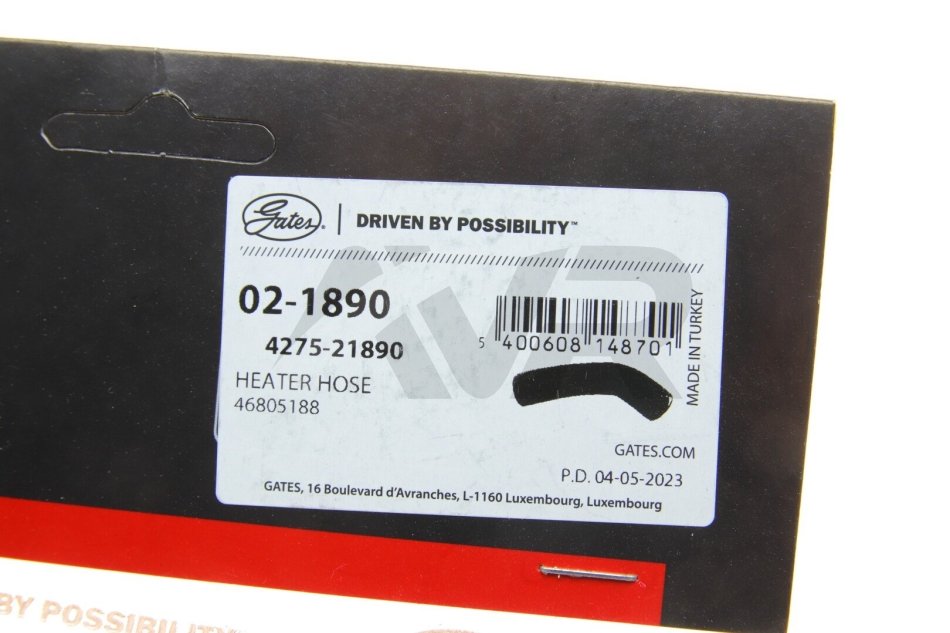 Gates | DRIVEN BY POSSIBILITY™
02-1890
4275-21890
HEATER HOSE
46805188
5 400608 148701
MADE IN TURKEY
GATES.COM
P.D. 04-05-2023
GATES, 16 Boulevard d'Avranches, L-1160 Luxembourg, Luxembourg
BY POSSIBILITY